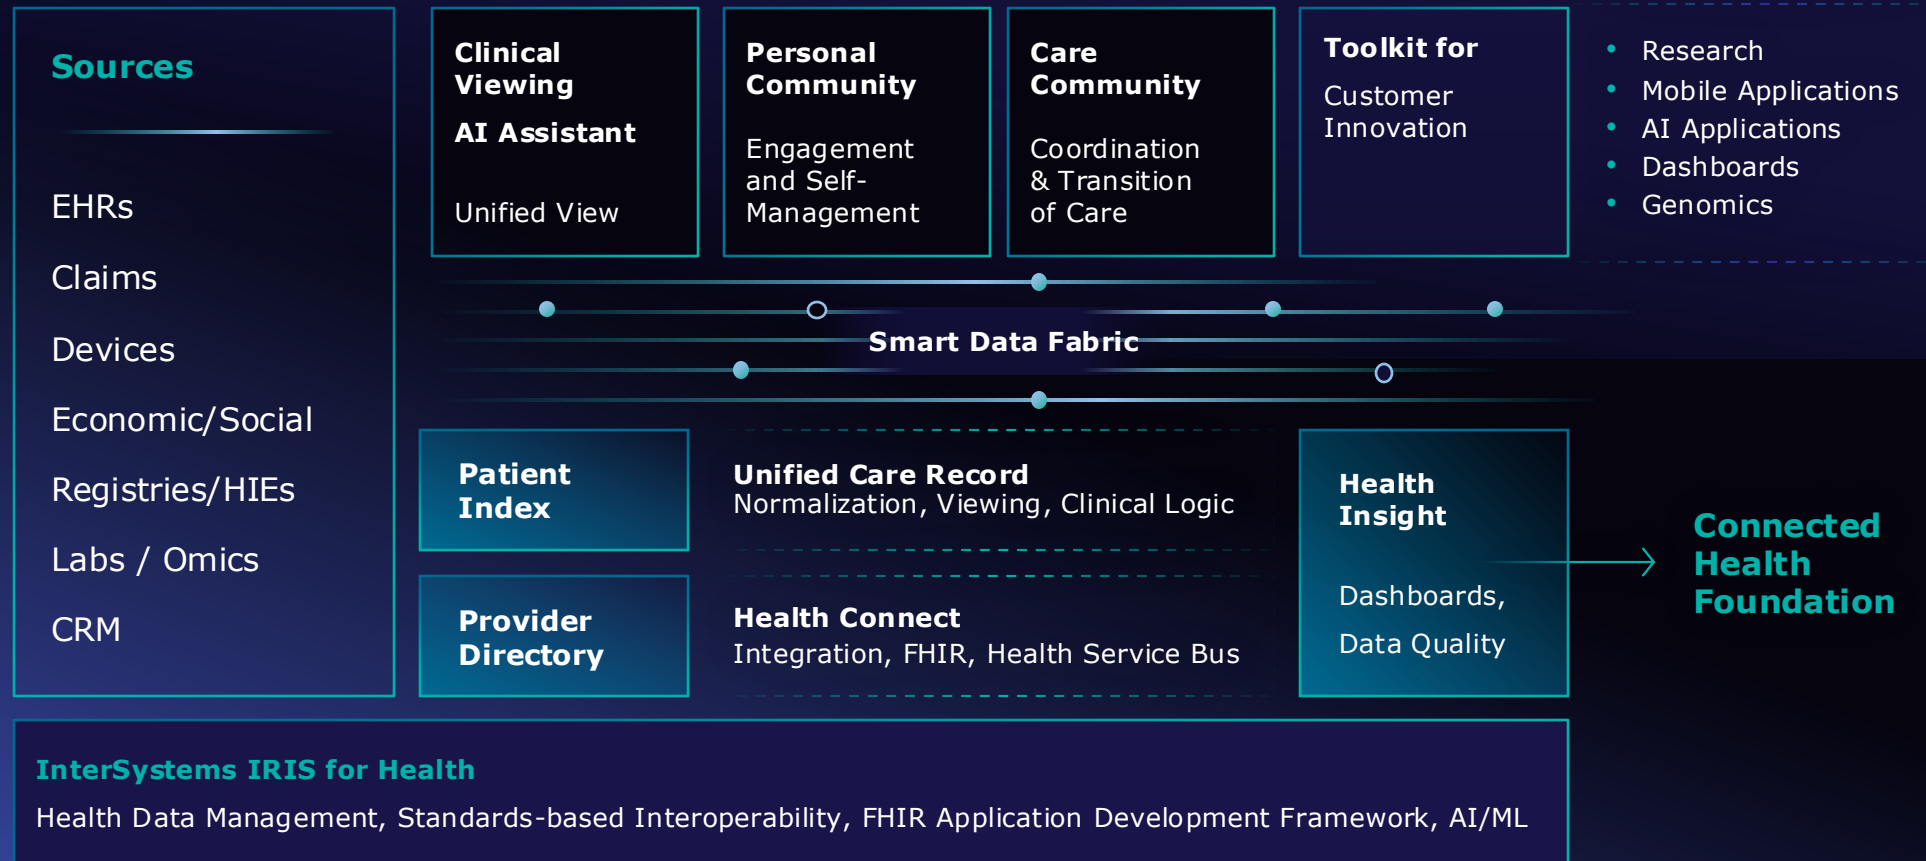 Sources
EHRs
Claims
Devices
Economic/Social
Registries/HIEs
Labs / Omics
CRM
Clinical
Viewing
AI Assistant
Unified View
Personal
Community
Engagement
and Self-
Management
Care
Community
Coordination
& Transition
of Care
Toolkit for
Customer
Innovation
Research
Mobile Applications
AI Applications
Dashboards
Genomics
Smart Data Fabric
Patient
Index
Unified Care Record
Normalization, Viewing, Clinical Logic
Provider
Directory
Health Connect
Integration, FHIR, Health Service Bus
Health
Insight
Dashboards,
Data Quality
Connected
Health
Foundation
InterSystems IRIS for Health
Health Data Management, Standards-based Interoperability, FHIR Application Development Framework, AI/ML